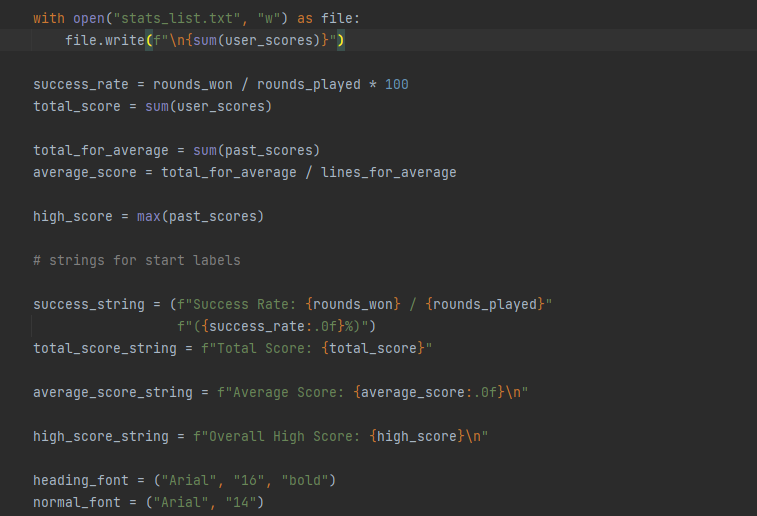 with open("stats_list.txt", "w") as file:
    file.write(f"\n{sum(user_scores)}")
success_rate = rounds_won / rounds_played * 100
total_score = sum(user_scores)
total_for_average = sum(past_scores)
average_score = total_for_average / lines_for_average
high_score = max(past_scores)
# strings for start labels
success_string = (f"Success Rate: {rounds_won} / {rounds_played}"
                  f"({success_rate:.0f}%)")
total_score_string = f"Total Score: {total_score}"
average_score_string = f"Average Score: {average_score:.0f}\n"
high_score_string = f"Overall High Score: {high_score}\n"
heading_font = ("Arial", "16", "bold")
normal_font = ("Arial", "14")